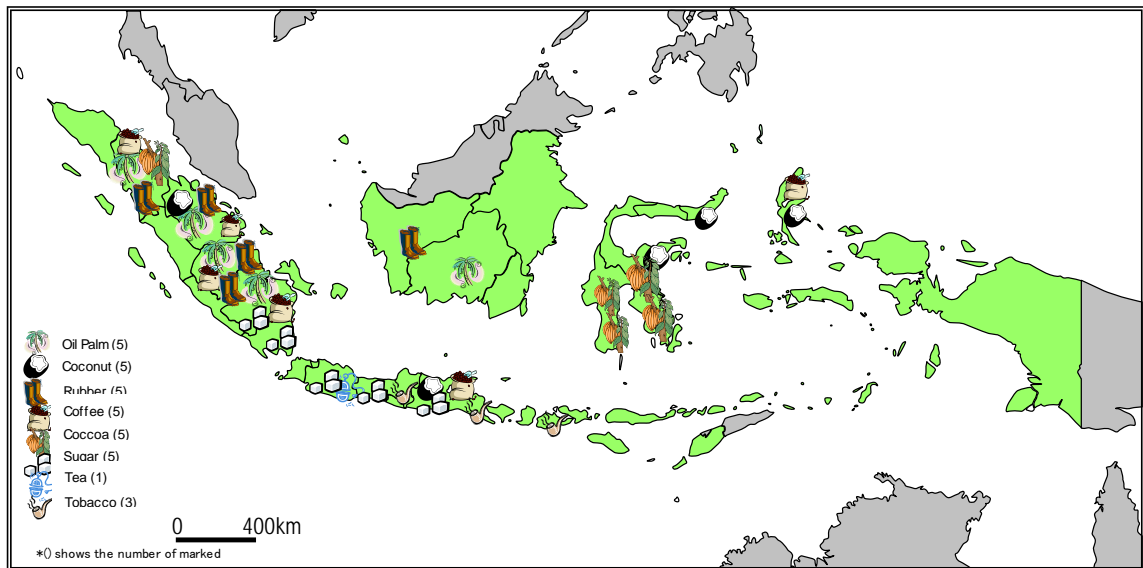 Oil Palm (5)
Coconut (5)
Rubber (5)
Coffee (5)
Coccoa (5)
Sugar (5)
Tea (1)
Tobacco (3)
0 400km
*() shows the number of marked